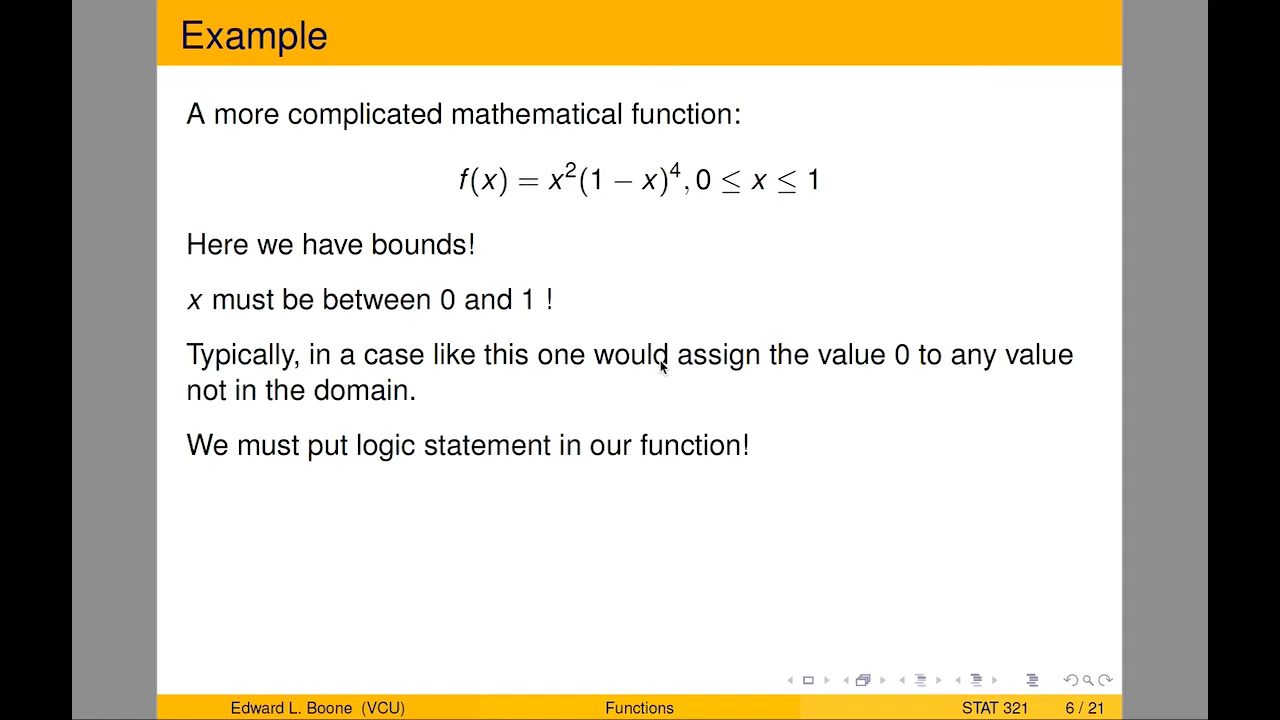 Example
A more complicated mathematical function:
f(x) = x²(1 − x)⁴, 0 ≤ x ≤ 1
Here we have bounds!
x must be between 0 and 1 !
Typically, in a case like this one would assign the value 0 to any value
not in the domain.
We must put logic statement in our function!
Edward L. Boone (VCU) Functions STAT 321 6 / 21